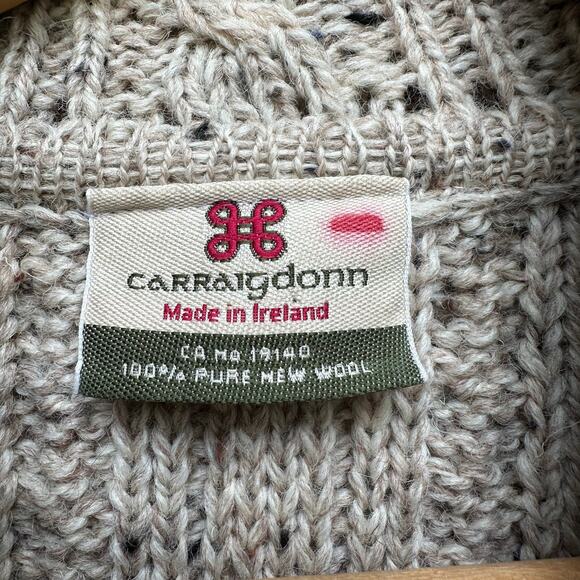 carraigdonn
Made in Ireland
CA No 19140
100% PURE NEW WOOL